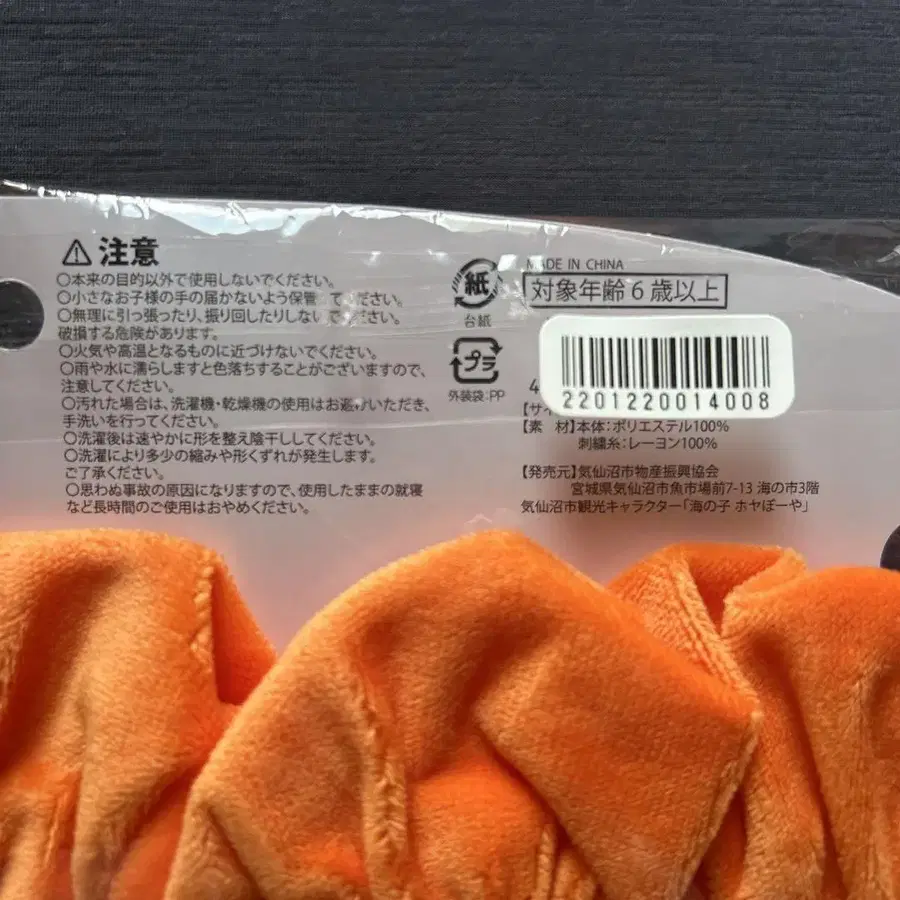 ⚠ 注意
○本来の目的以外で使用しないでください。
○小さなお子様の手の届かないよう保管してください。
○無理に引っ張ったり、振り回したりしないでください。
破損する危険があります。
○火気や高温となるものに近づけないでください。
○雨や水に濡らしますと色落ちすることがございますので、
注意してください。
○汚れた場合は、洗濯機・乾燥機の使用はお避けいただき、
手洗いを行ってください。
○洗濯後は速やかに形を整え陰干ししてください。
○洗濯により多少の縮みや形くずれが発生します。
ご了承ください。
○思わぬ事故の原因になりますので、使用したままの就寝
など長時間のご使用はおやめください。
紙
台紙
プラ
外装袋:PP
MADE IN CHINA
対象年齢6歳以上
2201220014008
4
【サイ
【素 材】本体:ポリエステル100%
刺繍糸:レーヨン100%
【発売元】気仙沼市物産振興協会
宮城県気仙沼市魚市場前7-13 海の市3階
気仙沼市観光キャラクター「海の子 ホヤぼーや」